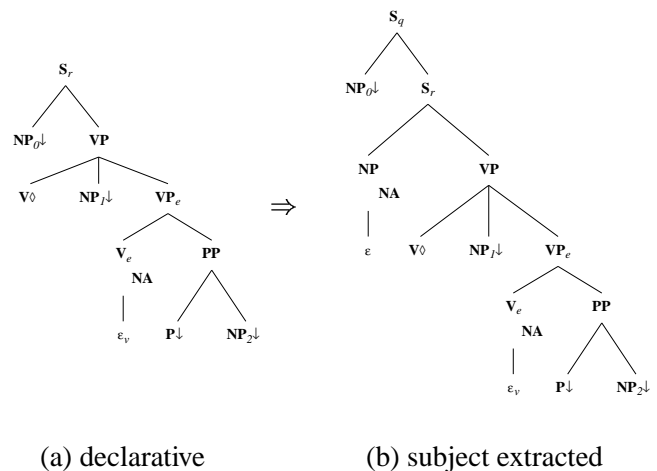 S_q
S_r NP_0↓ S_r
NP_0↓ VP NP VP
NA
V◊ NP_1↓ VP_e ⇒ ε V◊ NP_1↓ VP_e
V_e PP V_e PP
NA NA
ε_v P↓ NP_2↓ ε_v P↓ NP_2↓
(a) declarative (b) subject extracted